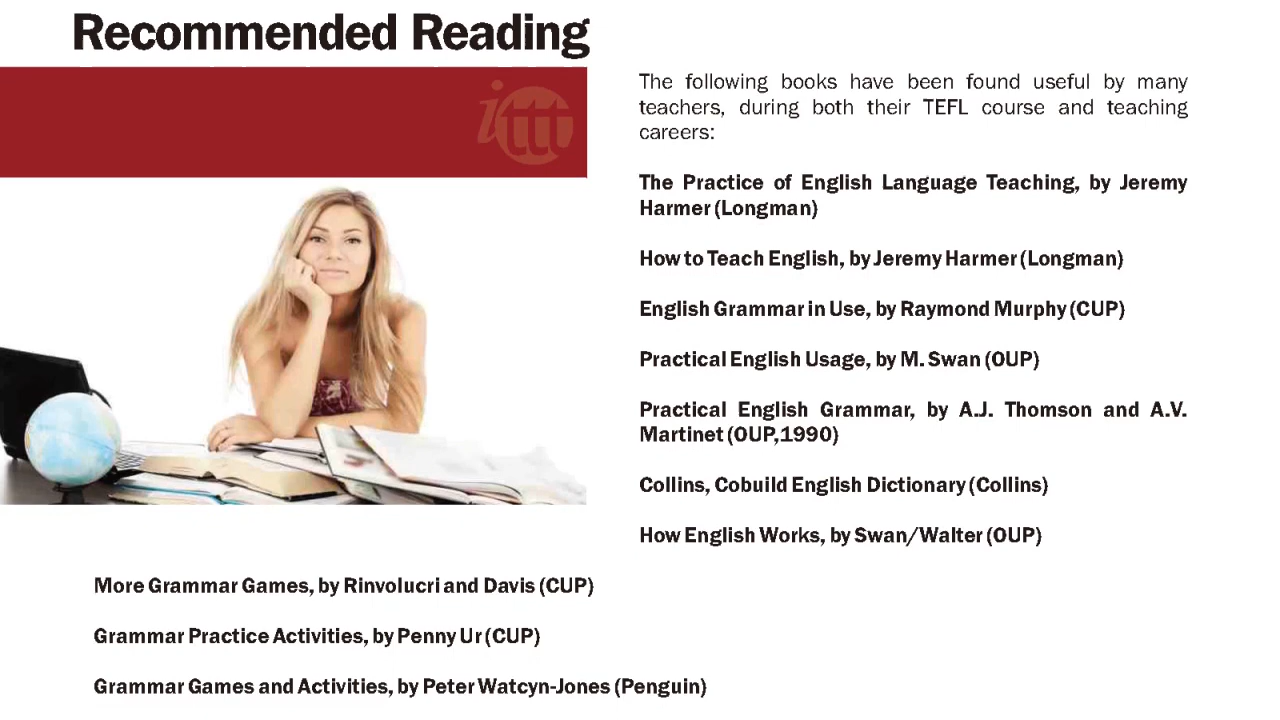 Recommended Reading
ittt
The following books have been found useful by many
teachers, during both their TEFL course and teaching
careers:
The Practice of English Language Teaching, by Jeremy
Harmer (Longman)
How to Teach English, by Jeremy Harmer (Longman)
English Grammar in Use, by Raymond Murphy (CUP)
Practical English Usage, by M. Swan (OUP)
Practical English Grammar, by A.J. Thomson and A.V.
Martinet (OUP,1990)
Collins, Cobuild English Dictionary (Collins)
How English Works, by Swan/Walter (OUP)
More Grammar Games, by Rinvolucri and Davis (CUP)
Grammar Practice Activities, by Penny Ur (CUP)
Grammar Games and Activities, by Peter Watcyn-Jones (Penguin)